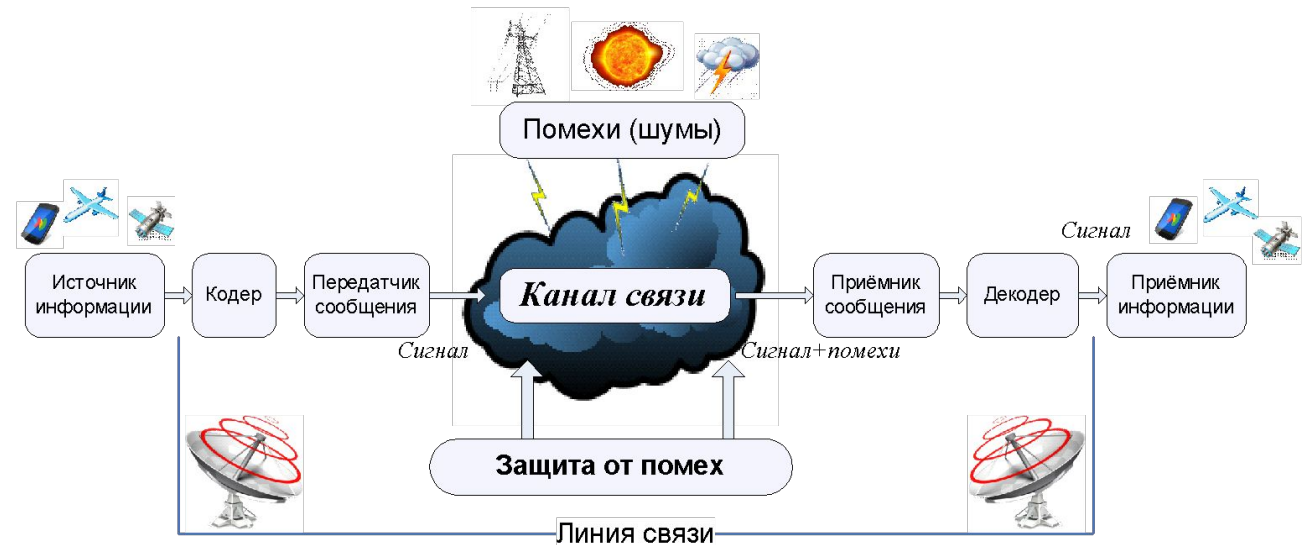 Помехи (шумы)
Сигнал
Источник
информации
Кодер
Передатчик
сообщения
Канал связи
Приёмник
сообщения
Декодер
Приёмник
информации
Сигнал
Сигнал+помехи
Защита от помех
Линия связи